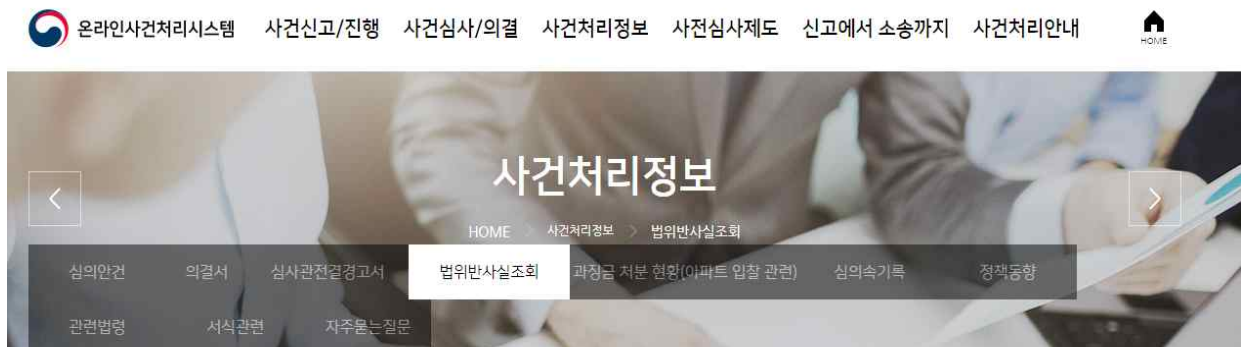 온라인사건처리시스템 사건신고/진행 사건심사/의결 사건처리정보 사전심사제도 신고에서 소송까지 사건처리안내
HOME
사건처리정보
HOME > 사건처리정보 > 법위반사실조회
심의안건 의결서 심사관전결경고서 법위반사실조회 과징금 처분 현황(아파트 입찰 관련) 심의속기록 정책동향
관련법령 서식관련 자주묻는질문